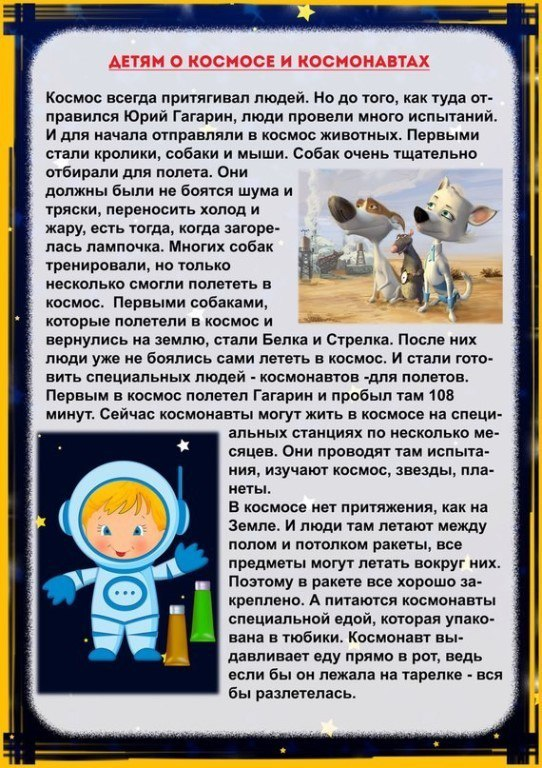 ДЕТЯМ О КОСМОСЕ И КОСМОНАВТАХ
Космос всегда притягивал людей. Но до того, как туда от-
правился Юрий Гагарин, люди провели много испытаний.
И для начала отправляли в космос животных. Первыми
стали кролики, собаки и мыши. Собак очень тщательно
отбирали для полета. Они
должны были не боятся шума и
тряски, переносить холод и
жару, есть тогда, когда загоре-
лась лампочка. Многих собак
тренировали, но только
несколько смогли полететь в
космос. Первыми собаками,
которые полетели в космос и
вернулись на землю, стали Белка и Стрелка. После них
люди уже не боялись сами лететь в космос. И стали гото-
вить специальных людей - космонавтов -для полетов.
Первым в космос полетел Гагарин и пробыл там 108
минут. Сейчас космонавты могут жить в космосе на специ-
альных станциях по несколько ме-
сяцев. Они проводят там испыта-
ния, изучают космос, звезды, пла-
неты.
В космосе нет притяжения, как на
Земле. И люди там летают между
полом и потолком ракеты, все
предметы могут летать вокруг них.
Поэтому в ракете все хорошо за-
креплено. А питаются космонавты
специальной едой, которая упако-
вана в тюбики. Космонавт вы-
давливает еду прямо в рот, ведь
если бы он лежала на тарелке - вся
бы разлетелась.